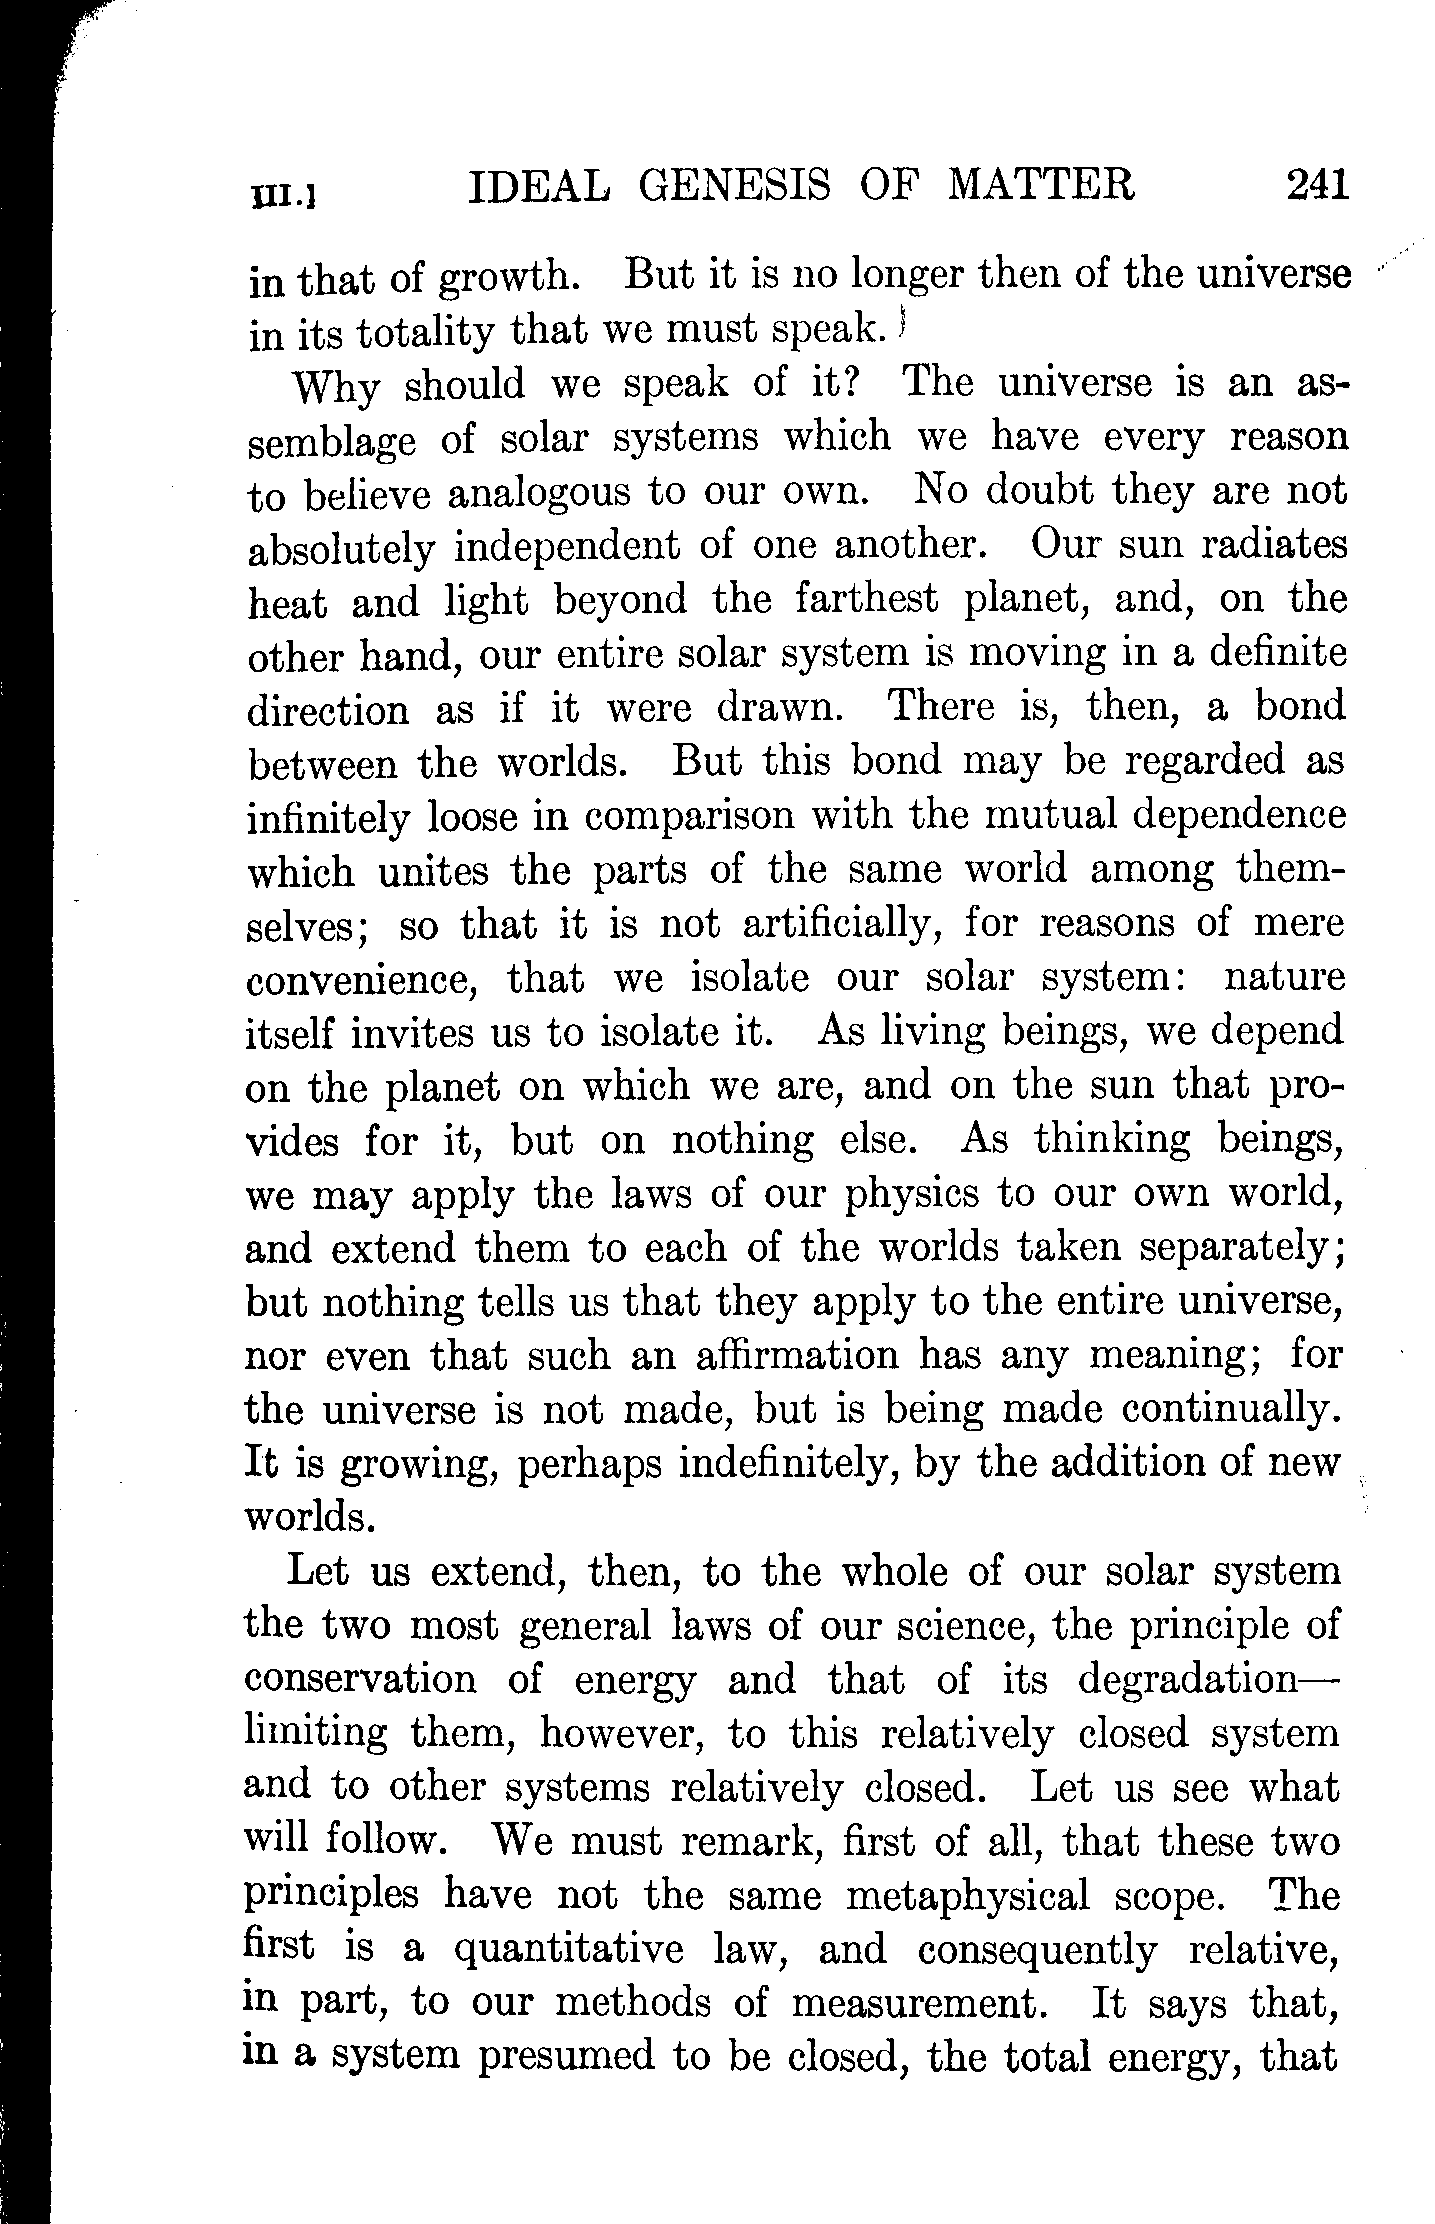 III.] IDEAL GENESIS OF MATTER 241
in that of growth. But it is no longer then of the universe
in its totality that we must speak.
Why should we speak of it? The universe is an as-
semblage of solar systems which we have every reason
to believe analogous to our own. No doubt they are not
absolutely independent of one another. Our sun radiates
heat and light beyond the farthest planet, and, on the
other hand, our entire solar system is moving in a definite
direction as if it were drawn. There is, then, a bond
between the worlds. But this bond may be regarded as
infinitely loose in comparison with the mutual dependence
which unites the parts of the same world among them-
selves; so that it is not artificially, for reasons of mere
convenience, that we isolate our solar system: nature
itself invites us to isolate it. As living beings, we depend
on the planet on which we are, and on the sun that pro-
vides for it, but on nothing else. As thinking beings,
we may apply the laws of our physics to our own world,
and extend them to each of the worlds taken separately;
but nothing tells us that they apply to the entire universe,
nor even that such an affirmation has any meaning; for
the universe is not made, but is being made continually.
It is growing, perhaps indefinitely, by the addition of new
worlds.
Let us extend, then, to the whole of our solar system
the two most general laws of our science, the principle of
conservation of energy and that of its degradation—
limiting them, however, to this relatively closed system
and to other systems relatively closed. Let us see what
will follow. We must remark, first of all, that these two
principles have not the same metaphysical scope. The
first is a quantitative law, and consequently relative,
in part, to our methods of measurement. It says that,
in a system presumed to be closed, the total energy, that